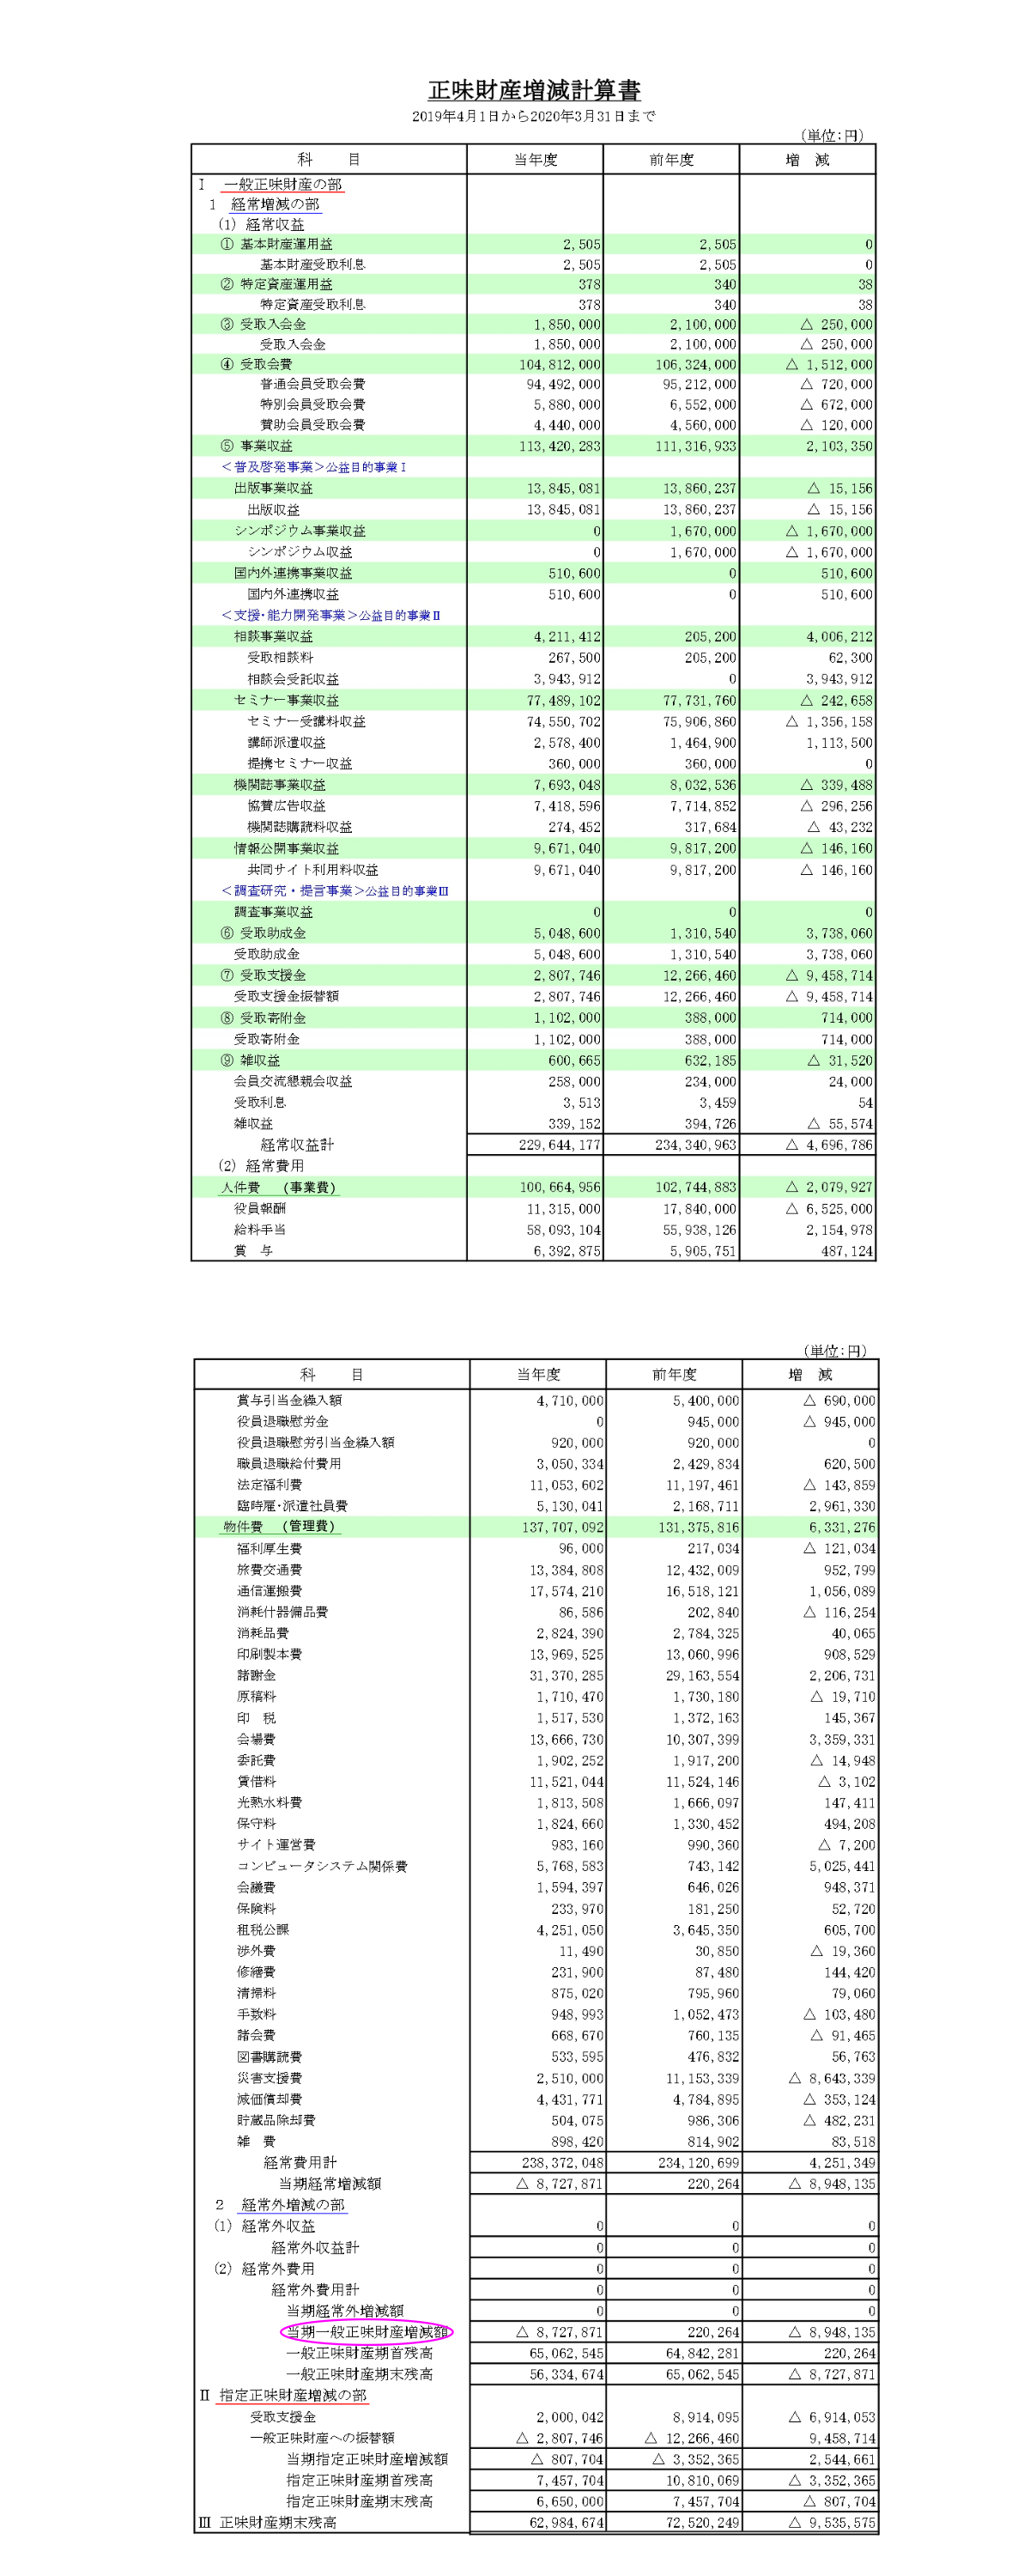 正味財産増減計算書
2019年4月1日から2020年3月31日まで
(単位:円)
科 目 当年度 前年度 増 減
Ⅰ 一般正味財産の部
1 経常増減の部
(1) 経常収益
① 基本財産運用益 2,505 2,505 0
基本財産受取利息 2,505 2,505 0
② 特定資産運用益 378 340 38
特定資産受取利息 378 340 38
③ 受取入会金 1,850,000 2,100,000 △ 250,000
受取入会金 1,850,000 2,100,000 △ 250,000
④ 受取会費 104,812,000 106,324,000 △ 1,512,000
普通会員受取会費 94,492,000 95,212,000 △ 720,000
特別会員受取会費 5,880,000 6,552,000 △ 672,000
賛助会員受取会費 4,440,000 4,560,000 △ 120,000
⑤ 事業収益 113,420,283 111,316,933 2,103,350
＜普及啓発事業＞公益目的事業Ⅰ
出版事業収益 13,845,081 13,860,237 △ 15,156
出版収益 13,845,081 13,860,237 △ 15,156
シンポジウム事業収益 0 1,670,000 △ 1,670,000
シンポジウム収益 0 1,670,000 △ 1,670,000
国内外連携事業収益 510,600 0 510,600
国内外連携収益 510,600 0 510,600
＜支援・能力開発事業＞公益目的事業Ⅱ
相談事業収益 4,211,412 205,200 4,006,212
受取相談料 267,500 205,200 62,300
相談会受託収益 3,943,912 0 3,943,912
セミナー事業収益 77,489,102 77,731,760 △ 242,658
セミナー受講料収益 74,550,702 75,906,860 △ 1,356,158
講師派遣収益 2,578,400 1,464,900 1,113,500
提携セミナー収益 360,000 360,000 0
機関誌事業収益 7,693,048 8,032,536 △ 339,488
協賛広告収益 7,418,596 7,714,852 △ 296,256
機関誌購読料収益 274,452 317,684 △ 43,232
情報公開事業収益 9,671,040 9,817,200 △ 146,160
共同サイト利用料収益 9,671,040 9,817,200 △ 146,160
＜調査研究・提言事業＞公益目的事業Ⅲ
調査事業収益 0 0 0
⑥ 受取助成金 5,048,600 1,310,540 3,738,060
受取助成金 5,048,600 1,310,540 3,738,060
⑦ 受取支援金 2,807,746 12,266,460 △ 9,458,714
受取支援金振替額 2,807,746 12,266,460 △ 9,458,714
⑧ 受取寄附金 1,102,000 388,000 714,000
受取寄附金 1,102,000 388,000 714,000
⑨ 雑収益 600,665 632,185 △ 31,520
会員交流懇親会収益 258,000 234,000 24,000
受取利息 3,513 3,459 54
雑収益 339,152 394,726 △ 55,574
経常収益計 229,644,177 234,340,963 △ 4,696,786
(2) 経常費用
人件費 (事業費) 100,664,956 102,744,883 △ 2,079,927
役員報酬 11,315,000 17,840,000 △ 6,525,000
給料手当 58,093,104 55,938,126 2,154,978
賞 与 6,392,875 5,905,751 487,124
(単位:円)
科 目 当年度 前年度 増 減
賞与引当金繰入額 4,710,000 5,400,000 △ 690,000
役員退職慰労金 0 945,000 △ 945,000
役員退職慰労引当金繰入額 920,000 920,000 0
職員退職給付費用 3,050,334 2,429,834 620,500
法定福利費 11,053,602 11,197,461 △ 143,859
臨時雇・派遣社員費 5,130,041 2,168,711 2,961,330
物件費 (管理費) 137,707,092 131,375,816 6,331,276
福利厚生費 96,000 217,034 △ 121,034
旅費交通費 13,384,808 12,432,009 952,799
通信運搬費 17,574,210 16,518,121 1,056,089
消耗什器備品費 86,586 202,840 △ 116,254
消耗品費 2,824,390 2,784,325 40,065
印刷製本費 13,969,525 13,060,996 908,529
諸謝金 31,370,285 29,163,554 2,206,731
原稿料 1,710,470 1,730,180 △ 19,710
印 税 1,517,530 1,372,163 145,367
会場費 13,666,730 10,307,399 3,359,331
委託費 1,902,252 1,917,200 △ 14,948
賃借料 11,521,044 11,524,146 △ 3,102
光熱水料費 1,813,508 1,666,097 147,411
保守料 1,824,660 1,330,452 494,208
サイト運営費 983,160 990,360 △ 7,200
コンピュータシステム関係費 5,768,583 743,142 5,025,441
会議費 1,594,397 646,026 948,371
保険料 233,970 181,250 52,720
租税公課 4,251,050 3,645,350 605,700
渉外費 11,490 30,850 △ 19,360
修繕費 231,900 87,480 144,420
清掃料 875,020 795,960 79,060
手数料 948,993 1,052,473 △ 103,480
諸会費 668,670 760,135 △ 91,465
図書購読費 533,595 476,832 56,763
災害支援費 2,510,000 11,153,339 △ 8,643,339
減価償却費 4,431,771 4,784,895 △ 353,124
貯蔵品除却費 504,075 986,306 △ 482,231
雑 費 898,420 814,902 83,518
経常費用計 238,372,048 234,120,699 4,251,349
当期経常増減額 △ 8,727,871 220,264 △ 8,948,135
2 経常外増減の部
(1) 経常外収益 0 0 0
経常外収益計 0 0 0
(2) 経常外費用 0 0 0
経常外費用計 0 0 0
当期経常外増減額 0 0 0
当期一般正味財産増減額 △ 8,727,871 220,264 △ 8,948,135
一般正味財産期首残高 65,062,545 64,842,281 220,264
一般正味財産期末残高 56,334,674 65,062,545 △ 8,727,871
Ⅱ 指定正味財産増減の部
受取支援金 2,000,042 8,914,095 △ 6,914,053
一般正味財産への振替額 △ 2,807,746 △ 12,266,460 9,458,714
当期指定正味財産増減額 △ 807,704 △ 3,352,365 2,544,661
指定正味財産期首残高 7,457,704 10,810,069 △ 3,352,365
指定正味財産期末残高 6,650,000 7,457,704 △ 807,704
Ⅲ 正味財産期末残高 62,984,674 72,520,249 △ 9,535,575